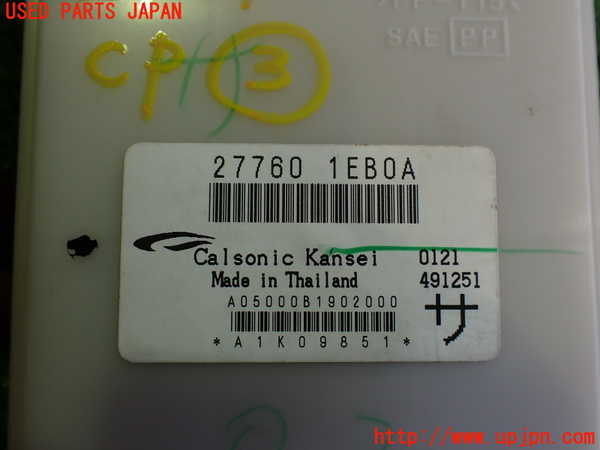 USED PARTS JAPAN
CPH ③
SAE PP
27760 1EB0A
Calsonic Kansei 0121
Made in Thailand 491251
A05000B1902000
サ
*A1K09851*
http://www.upjpn.com/